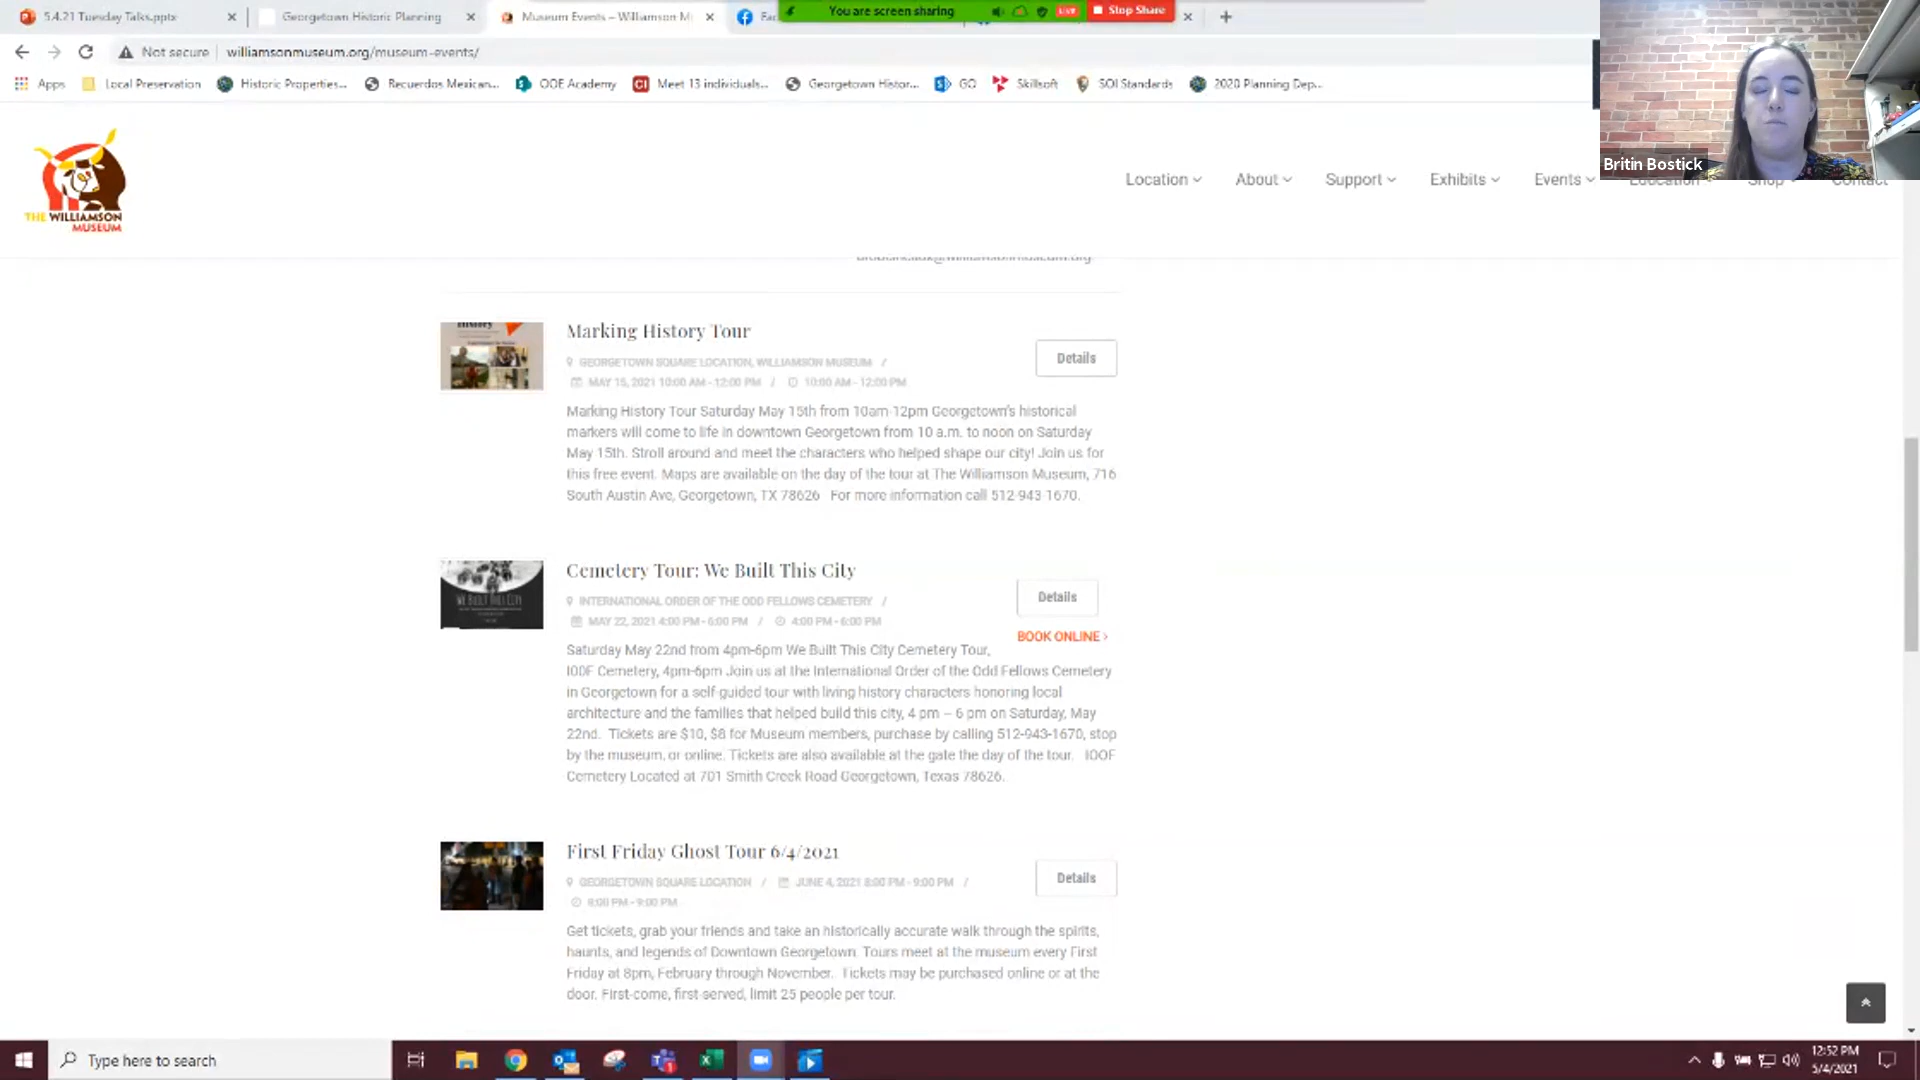 5.4.21 Tuesday Talks.pptx
Georgetown Historic Planning
Museum Events – Williamson M
You are screen sharing
LIVE
Stop Share
Not secure
williamsonmuseum.org/museum-events/
Apps
Local Preservation
Historic Properties...
Recuerdos Mexican...
OOE Academy
Meet 13 individuals...
Georgetown Histor...
GO
Skillsoft
SOI Standards
2020 Planning Dep...
Britin Bostick
THE WILLIAMSON
MUSEUM
Location
About
Support
Exhibits
Events
Education
Shop
Contact
Marking History Tour
GEORGETOWN SQUARE LOCATION, WILLIAMSON MUSEUM /
MAY 15, 2021 10:00 AM - 12:00 PM / 10:00 AM - 12:00 PM
Details
Marking History Tour Saturday May 15th from 10am-12pm Georgetown's historical
markers will come to life in downtown Georgetown from 10 a.m. to noon on Saturday
May 15th. Stroll around and meet the characters who helped shape our city! Join us for
this free event. Maps are available on the day of the tour at The Williamson Museum, 716
South Austin Ave, Georgetown, TX 78626 For more information call 512-943-1670.
WE BUILT THIS CITY
Cemetery Tour: We Built This City
INTERNATIONAL ORDER OF THE ODD FELLOWS CEMETERY /
MAY 22, 2021 4:00 PM - 6:00 PM / 4:00 PM - 6:00 PM
Details
BOOK ONLINE ›
Saturday May 22nd from 4pm-6pm We Built This City Cemetery Tour,
IOOF Cemetery, 4pm-6pm Join us at the International Order of the Odd Fellows Cemetery
in Georgetown for a self-guided tour with living history characters honoring local
architecture and the families that helped build this city, 4 pm – 6 pm on Saturday, May
22nd. Tickets are $10, $8 for Museum members, purchase by calling 512-943-1670, stop
by the museum, or online. Tickets are also available at the gate the day of the tour. IOOF
Cemetery Located at 701 Smith Creek Road Georgetown, Texas 78626.
First Friday Ghost Tour 6/4/2021
GEORGETOWN SQUARE LOCATION / JUNE 4, 2021 8:00 PM - 9:00 PM /
8:00 PM - 9:00 PM
Details
Get tickets, grab your friends and take an historically accurate walk through the spirits,
haunts, and legends of Downtown Georgetown. Tours meet at the museum every First
Friday at 8pm, February through November. Tickets may be purchased online or at the
door. First-come, first-served, limit 25 people per tour.
Type here to search
12:52 PM
5/4/2021